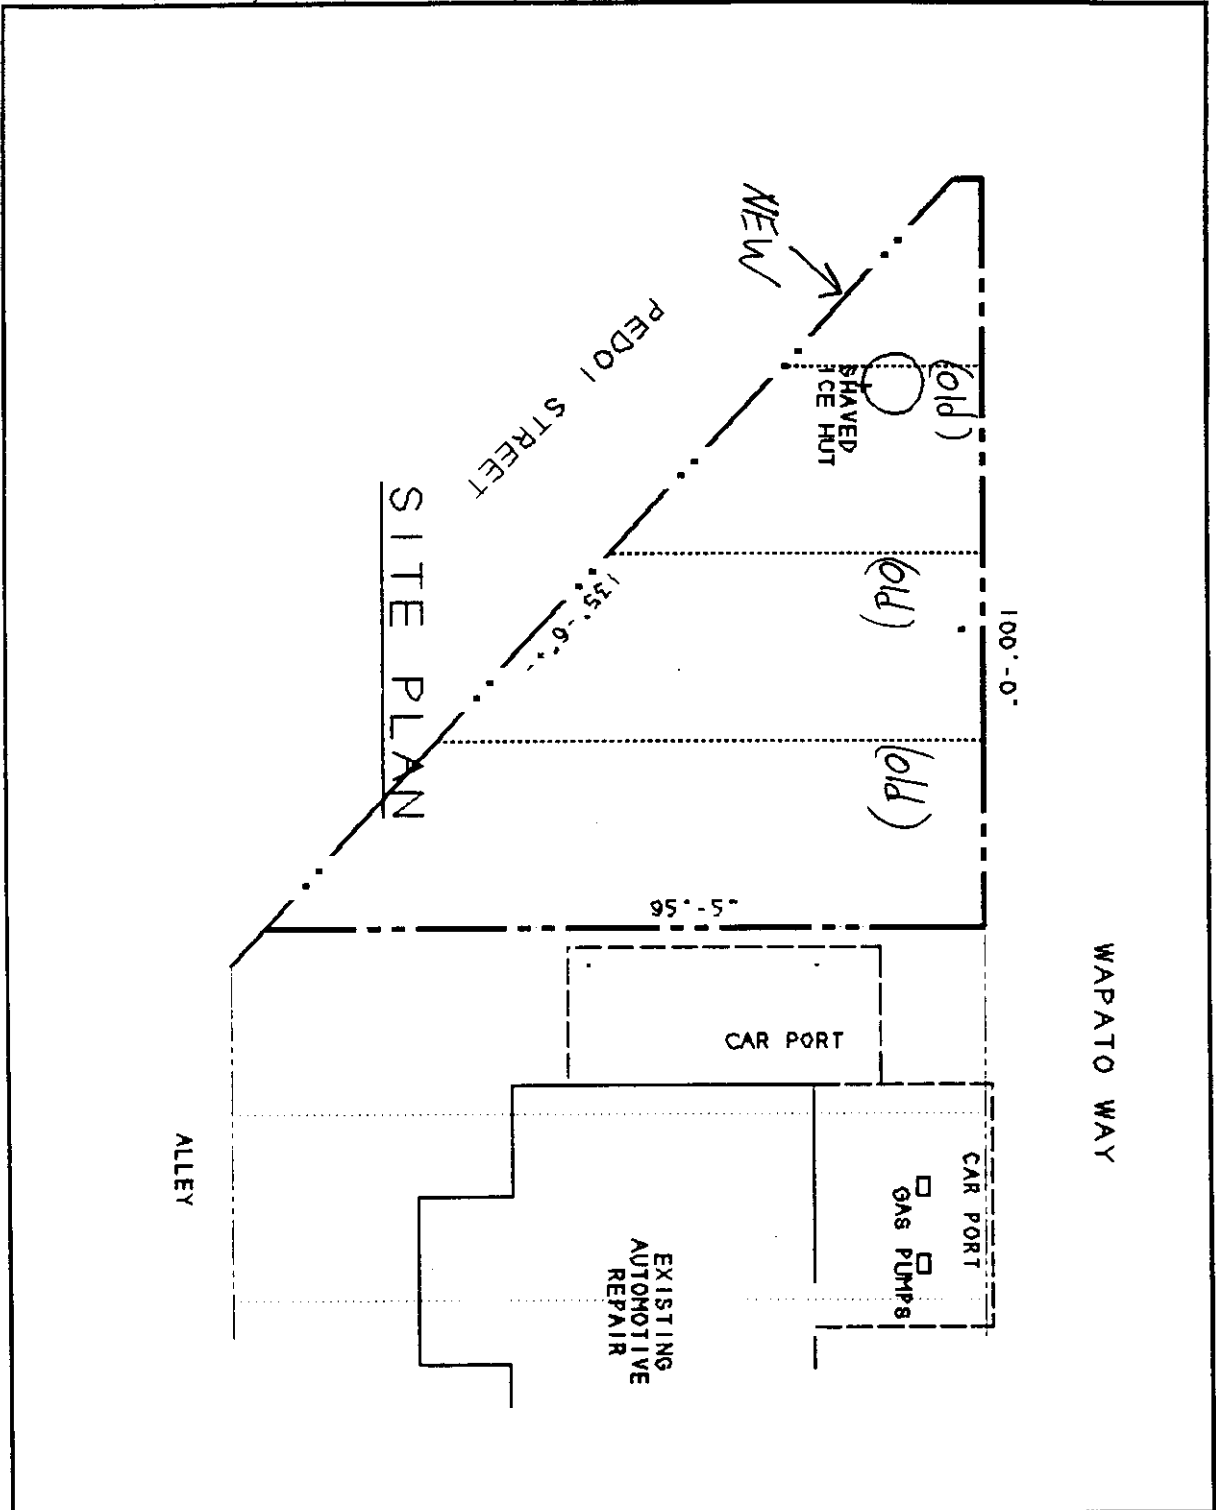 WAPATO WAY
100'-0"
(old)
(old)
(old)
NEW
SHAVED
ICE HUT
PEDOI STREET
135'-6"
95'-5"
CAR PORT
CAR PORT
GAS PUMPS
EXISTING
AUTOMOTIVE
REPAIR
ALLEY
SITE PLAN